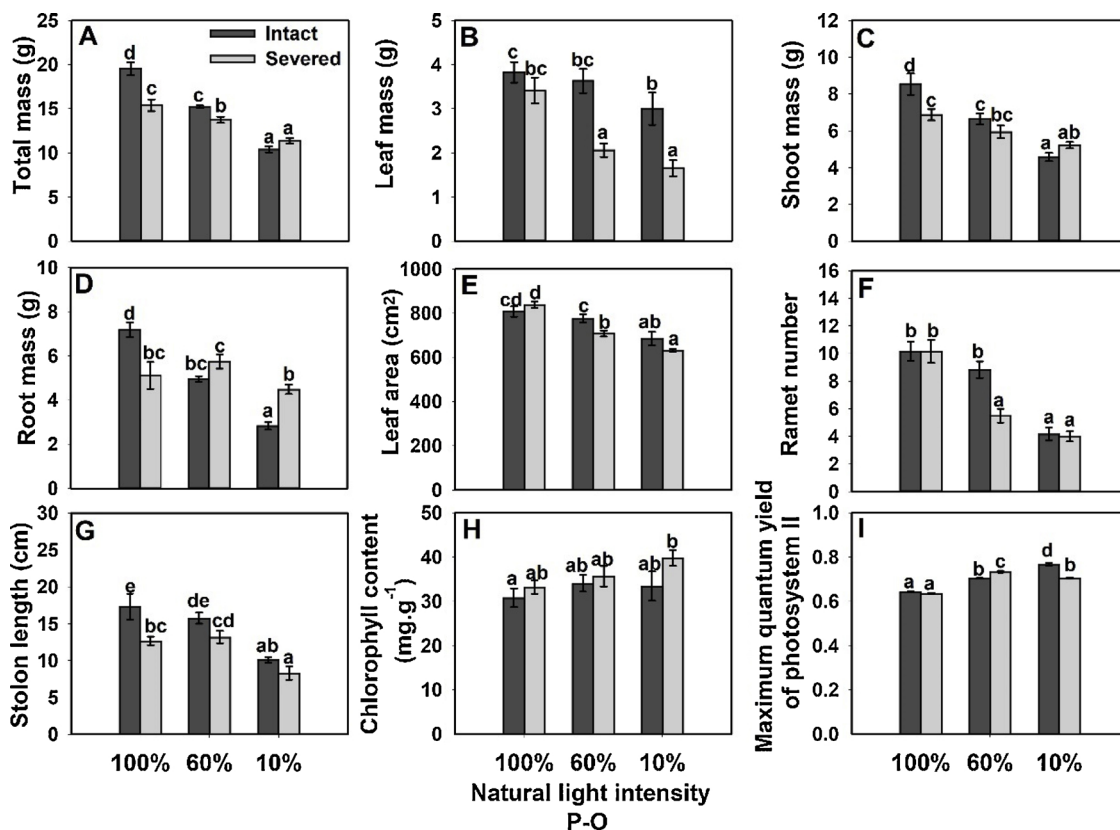 A
Intact
Severed
Total mass (g)
25
20
15
10
5
0
d
c
c
b
a
a
B
Leaf mass (g)
5
4
3
2
1
0
c
bc
c
a
b
a
C
Shoot mass (g)
12
10
8
6
4
2
0
d
c
c
bc
a
ab
D
Root mass (g)
10
8
6
4
2
0
d
bc
bc
c
a
b
E
Leaf area (cm²)
1000
800
600
400
200
0
cd
d
c
b
ab
a
F
Ramet number
16
14
12
10
8
6
4
2
0
b
b
b
a
a
a
G
Stolon length (cm)
30
25
20
15
10
5
0
e
bc
de
cd
ab
a
100% 60% 10%
H
Chlorophyll content
(mg.g⁻¹)
50
40
30
20
10
0
a
ab
ab
ab
ab
b
100% 60% 10%
I
Maximum quantum yield
of photosystem II
1.0
0.8
0.6
0.4
0.2
0.0
a
a
b
c
d
b
100% 60% 10%
Natural light intensity
P-O